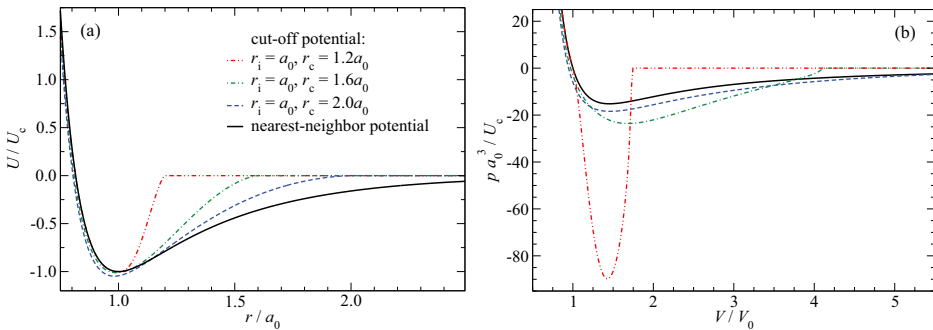 (a)
cut-off potential:
r_i = a_0, r_c = 1.2a_0
r_i = a_0, r_c = 1.6a_0
r_i = a_0, r_c = 2.0a_0
nearest-neighbor potential
1.5
1.0
0.5
0.0
-0.5
-1.0
U / U_c
1.0
1.5
2.0
r / a_0
(b)
0
-20
-40
-60
-80
p a_0^3 / U_c
1
2
3
4
5
V / V_0